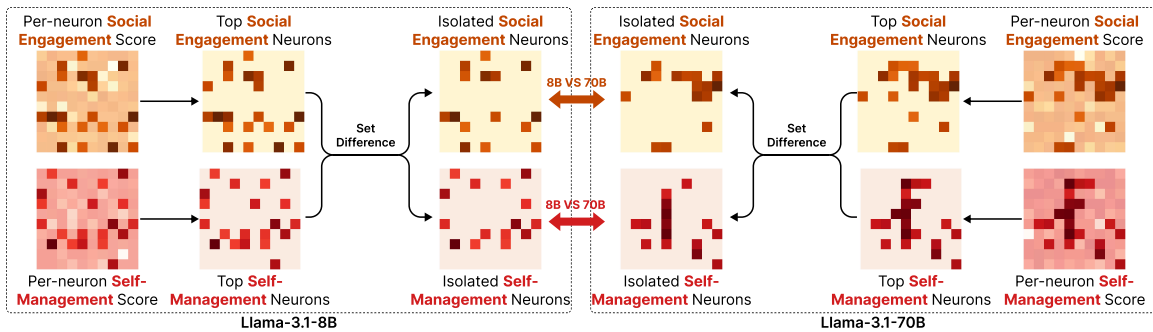 Per-neuron Social
Engagement Score
Top Social
Engagement Neurons
Isolated Social
Engagement Neurons
Isolated Social
Engagement Neurons
Top Social
Engagement Neurons
Per-neuron Social
Engagement Score
8B VS 70B
Set
Difference
Set
Difference
8B VS 70B
Per-neuron Self-
Management Score
Top Self-
Management Neurons
Isolated Self-
Management Neurons
Isolated Self-
Management Neurons
Top Self-
Management Neurons
Per-neuron Self-
Management Score
Llama-3.1-8B
Llama-3.1-70B